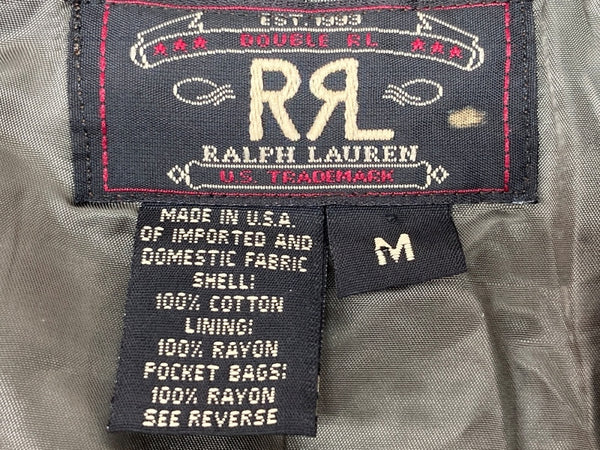 EST. 1993
DOUBLE RL
RRL
RALPH LAUREN
U.S. TRADEMARK
MADE IN U.S.A.
OF IMPORTED AND
DOMESTIC FABRIC
SHELL:
100% COTTON
LINING:
100% RAYON
POCKET BAGS:
100% RAYON
SEE REVERSE
M